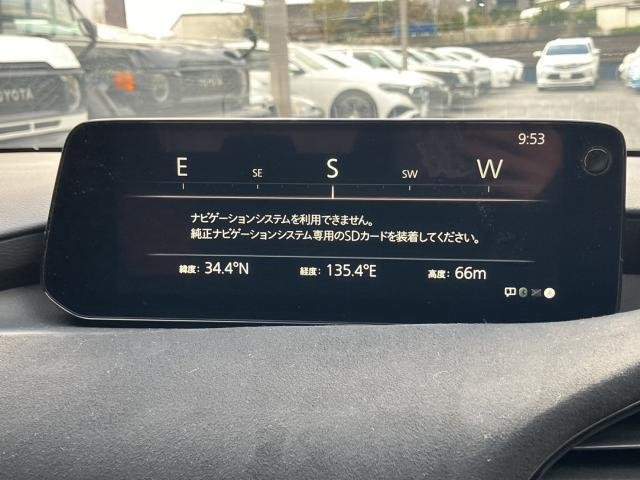 TOYOTA
TOYOTA
9:53
E SE S SW W
ナビゲーションシステムを利用できません。
純正ナビゲーションシステム専用のSDカードを装着してください。
緯度: 34.4°N 経度: 135.4°E 高度: 66m